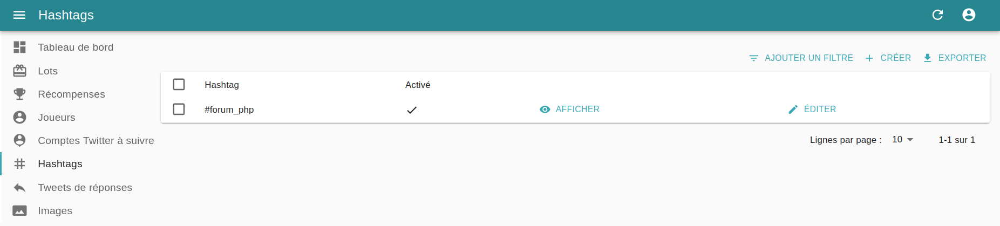 Hashtags
Tableau de bord
Lots
Récompenses
Joueurs
Comptes Twitter à suivre
Hashtags
Tweets de réponses
Images
AJOUTER UN FILTRE CRÉER EXPORTER
Hashtag Activé
#forum_php AFFICHER ÉDITER
Lignes par page : 10 1-1 sur 1